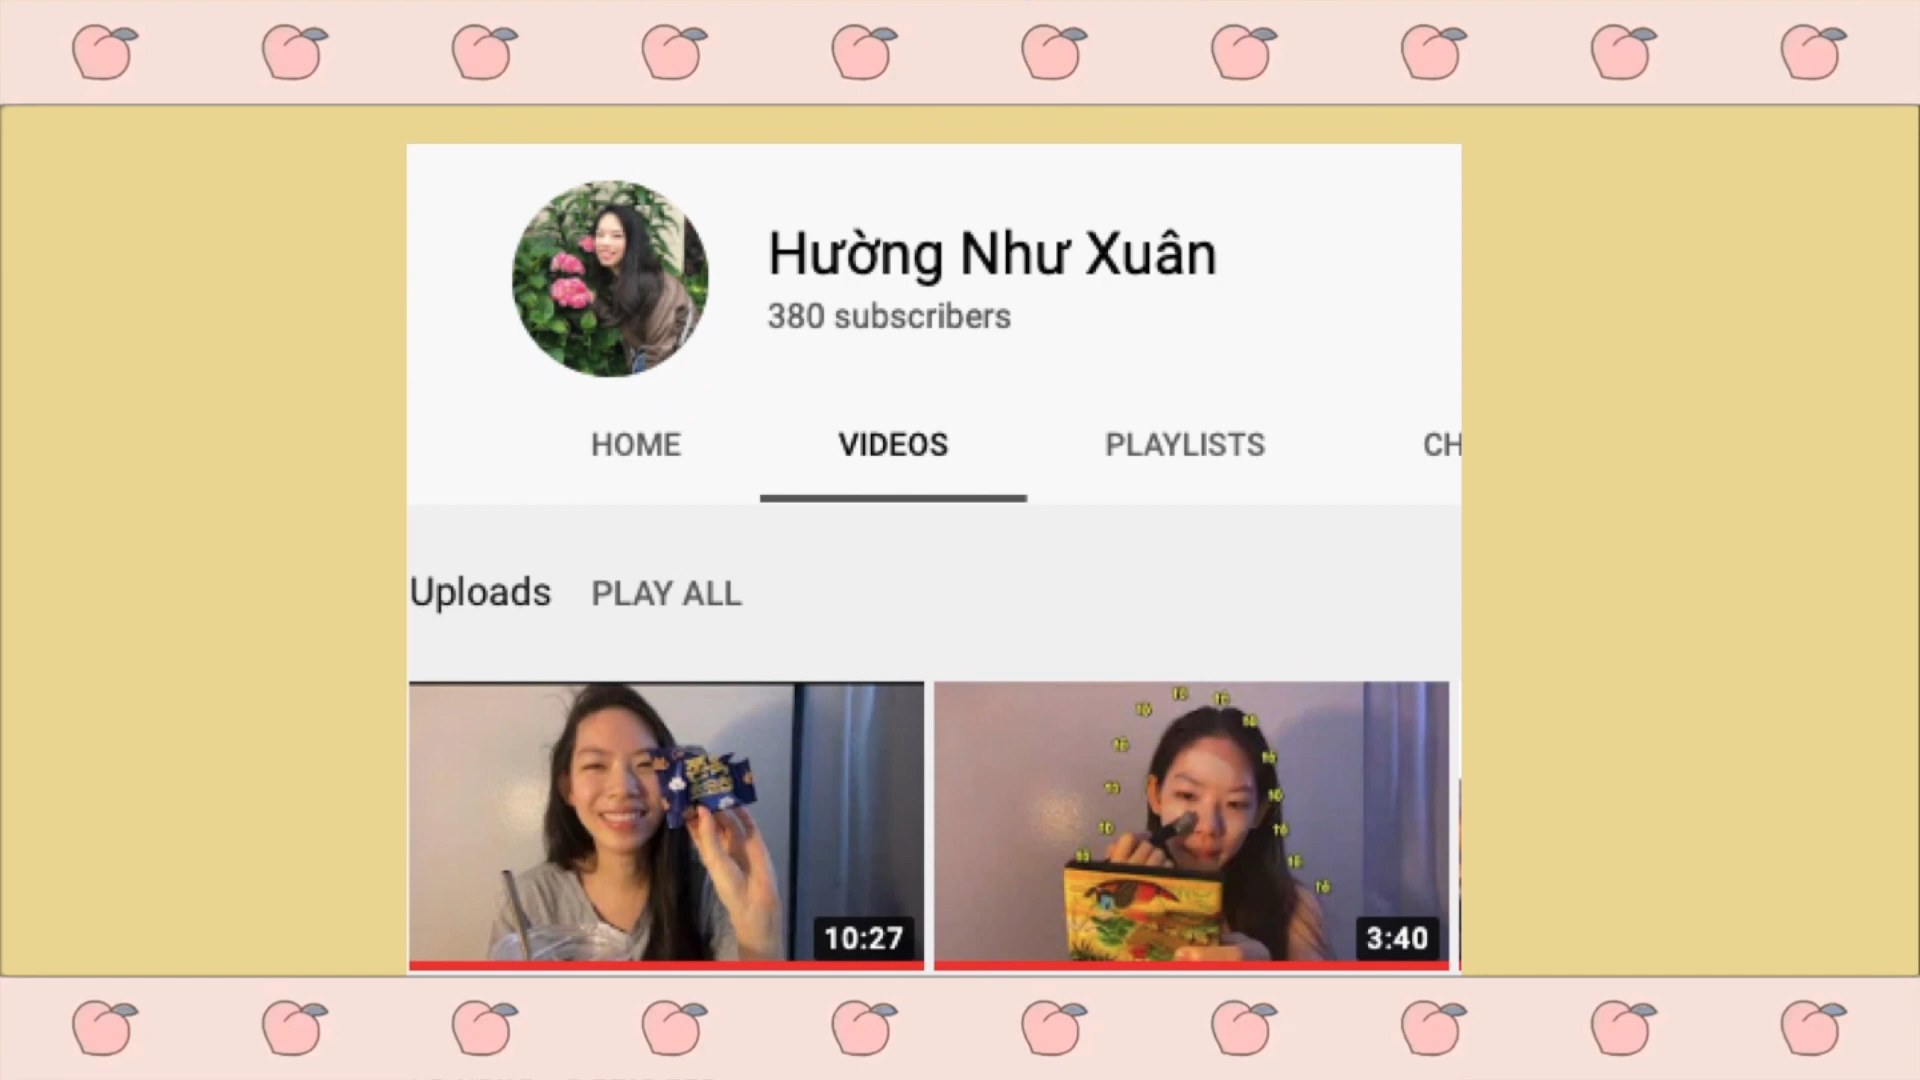 Hường Như Xuân
380 subscribers
HOME VIDEOS PLAYLISTS CH
Uploads PLAY ALL
10:27 3:40